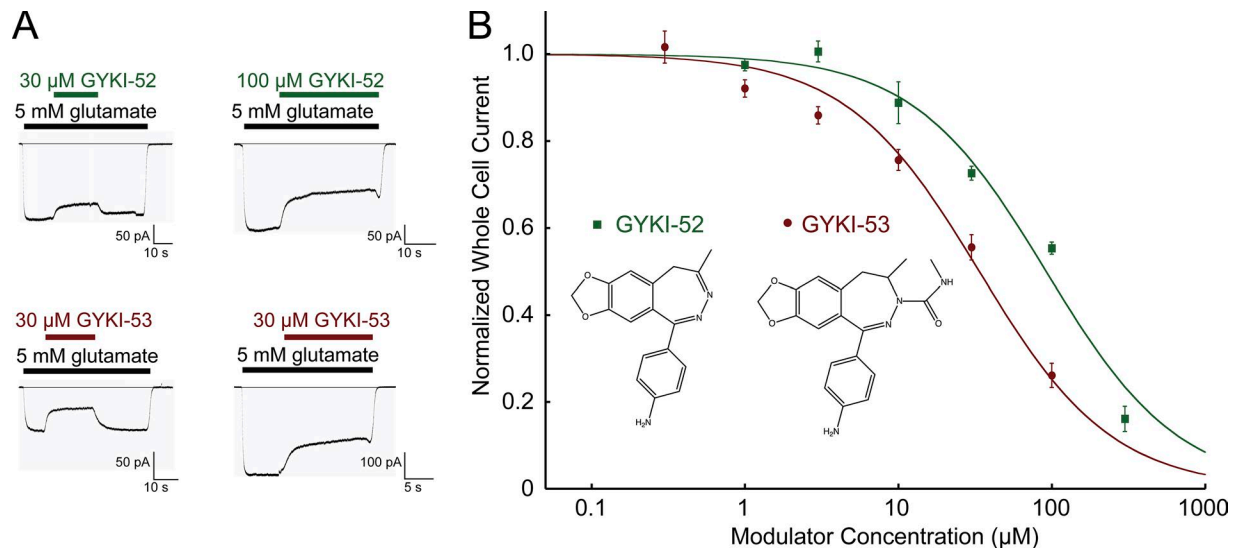 A
30 µM GYKI-52
5 mM glutamate
50 pA
10 s
100 µM GYKI-52
5 mM glutamate
50 pA
10 s
30 µM GYKI-53
5 mM glutamate
50 pA
10 s
30 µM GYKI-53
5 mM glutamate
100 pA
5 s
B
Normalized Whole Cell Current
1.0
0.8
0.6
0.4
0.2
0
GYKI-52
GYKI-53
O
O
N
N
H₂N
O
O
N
N
NH
O
H₂N
0.1
1
10
100
1000
Modulator Concentration (µM)